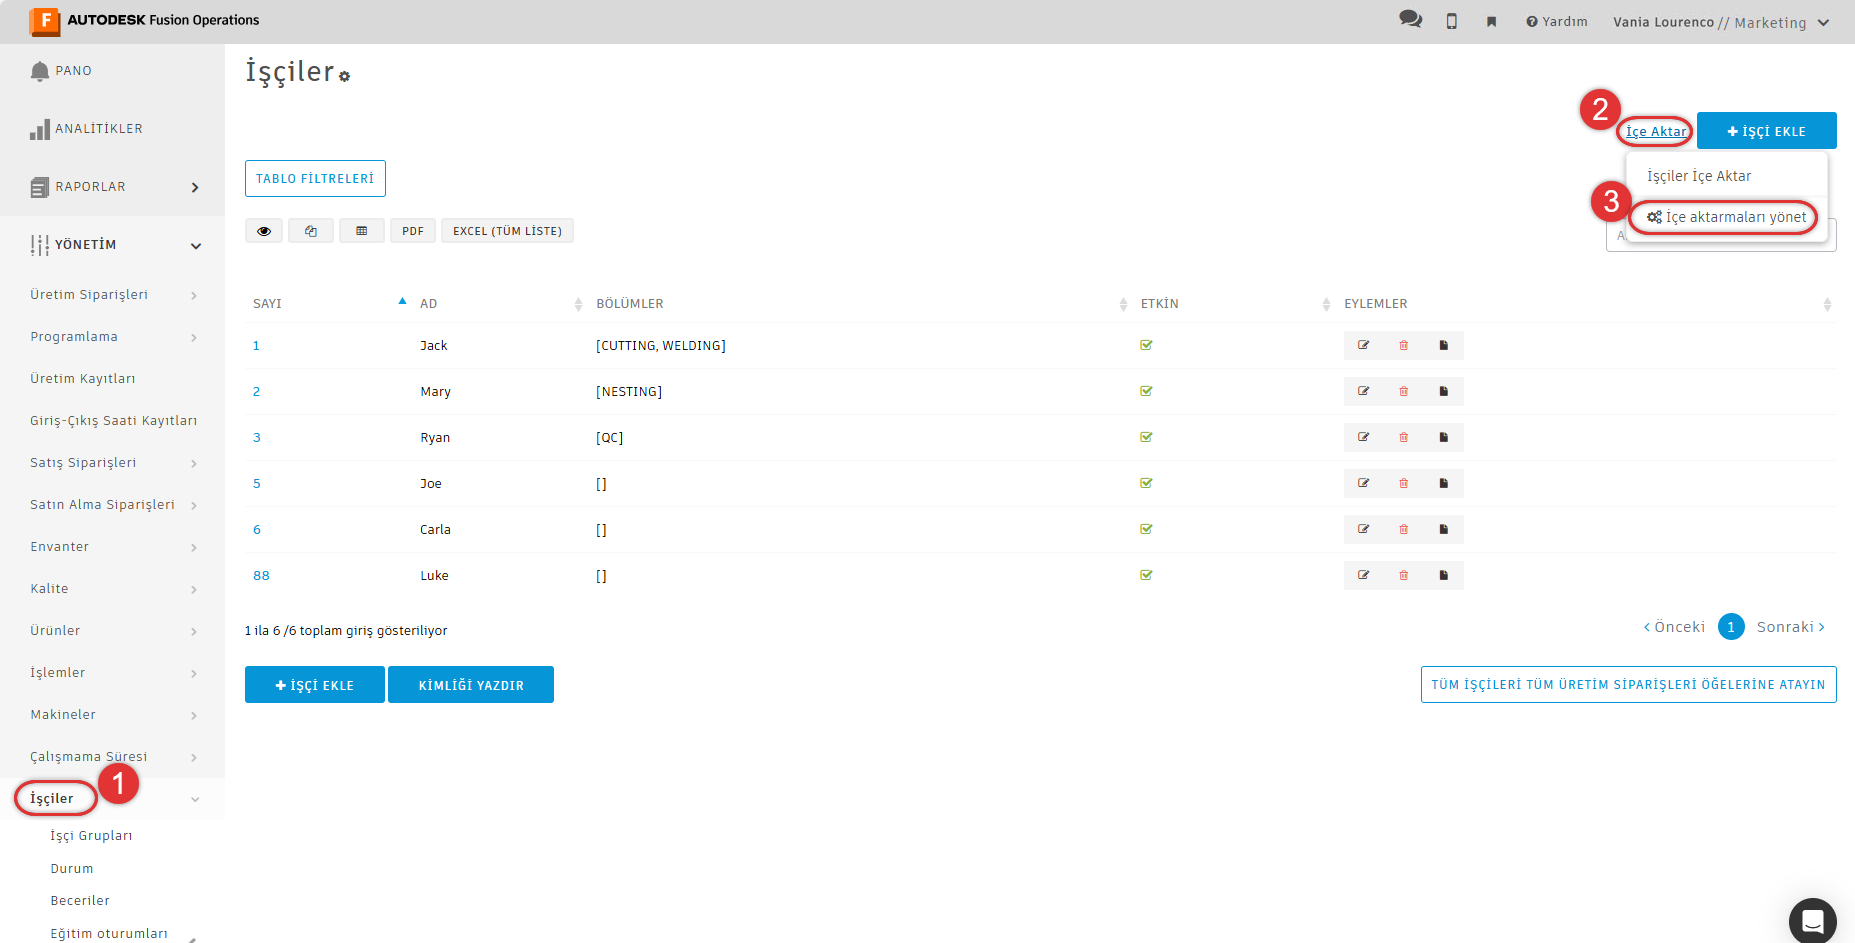 F AUTODESK Fusion Operations
Yardım
Vania Lourenco // Marketing
PANO
ANALİTİKLER
RAPORLAR
YÖNETİM
Üretim Siparişleri
Programlama
Üretim Kayıtları
Giriş-Çıkış Saati Kayıtları
Satış Siparişleri
Satın Alma Siparişleri
Envanter
Kalite
Ürünler
İşlemler
Makineler
Çalışmama Süresi
İşçiler
1
İşçi Grupları
Durum
Beceriler
Eğitim oturumları
İşçiler
2
İçe Aktar
+ İŞÇİ EKLE
İşçiler İçe Aktar
3
İçe aktarmaları yönet
TABLO FİLTRELERİ
PDF
EXCEL (TÜM LİSTE)
SAYI AD BÖLÜMLER ETKİN EYLEMLER
1 Jack [CUTTING, WELDING]
2 Mary [NESTING]
3 Ryan [QC]
5 Joe []
6 Carla []
88 Luke []
1 ila 6 /6 toplam giriş gösteriliyor
‹ Önceki 1 Sonraki ›
+ İŞÇİ EKLE
KİMLİĞİ YAZDIR
TÜM İŞÇİLERİ TÜM ÜRETİM SİPARİŞLERİ ÖĞELERİNE ATAYIN